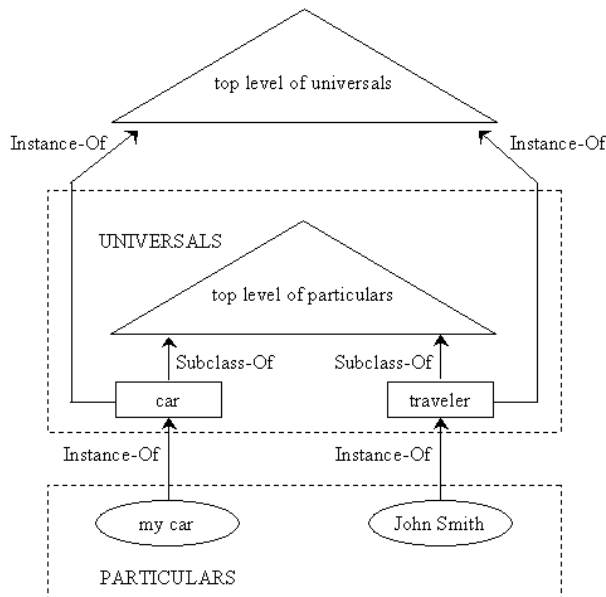 top level of universals
Instance-Of
Instance-Of
UNIVERSALS
top level of particulars
Subclass-Of
Subclass-Of
car
traveler
Instance-Of
Instance-Of
my car
John Smith
PARTICULARS